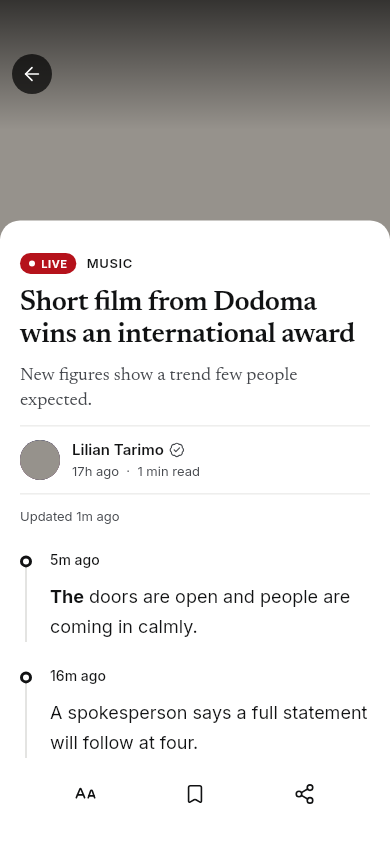 LIVE MUSIC
Short film from Dodoma
wins an international award
New figures show a trend few people
expected.
Lilian Tarimo
17h ago · 1 min read
Updated 1m ago
5m ago
The doors are open and people are
coming in calmly.
16m ago
A spokesperson says a full statement
will follow at four.
AA